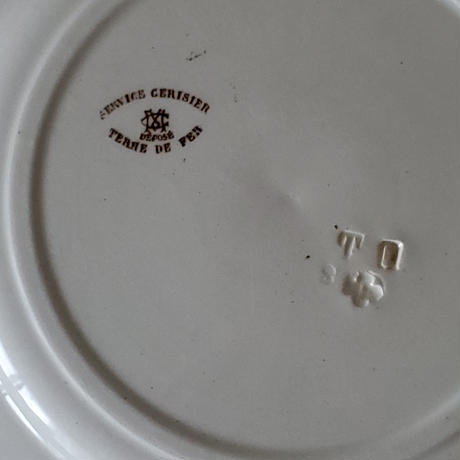 SERVICE CERISIER
DÉPOSÉ
TERRE DE FER
T